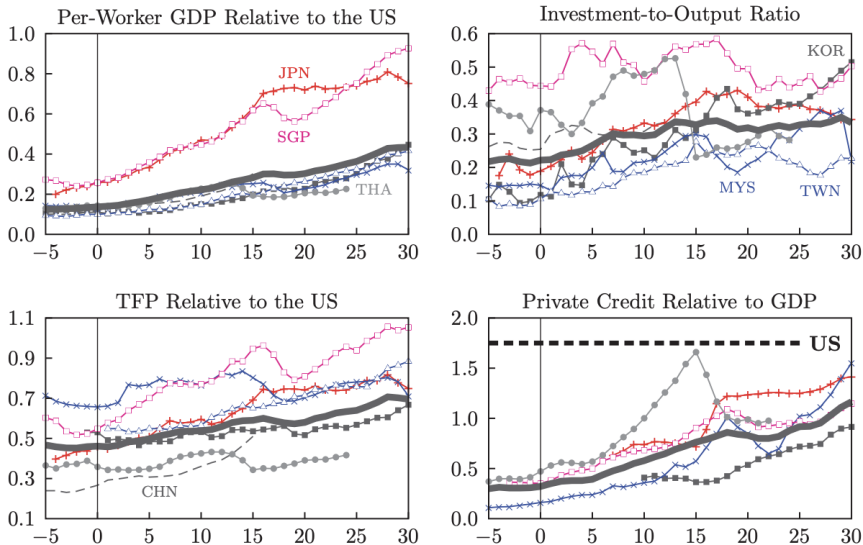 Per-Worker GDP Relative to the US
1.0
0.8
0.6
0.4
0.2
0.0
JPN
SGP
THA
−5 0 5 10 15 20 25 30
Investment-to-Output Ratio
0.6
0.5
0.4
0.3
0.2
0.1
0.0
KOR
MYS
TWN
−5 0 5 10 15 20 25 30
TFP Relative to the US
1.1
0.9
0.7
0.5
0.3
0.1
CHN
−5 0 5 10 15 20 25 30
Private Credit Relative to GDP
2.0
1.5
1.0
0.5
0.0
US
−5 0 5 10 15 20 25 30